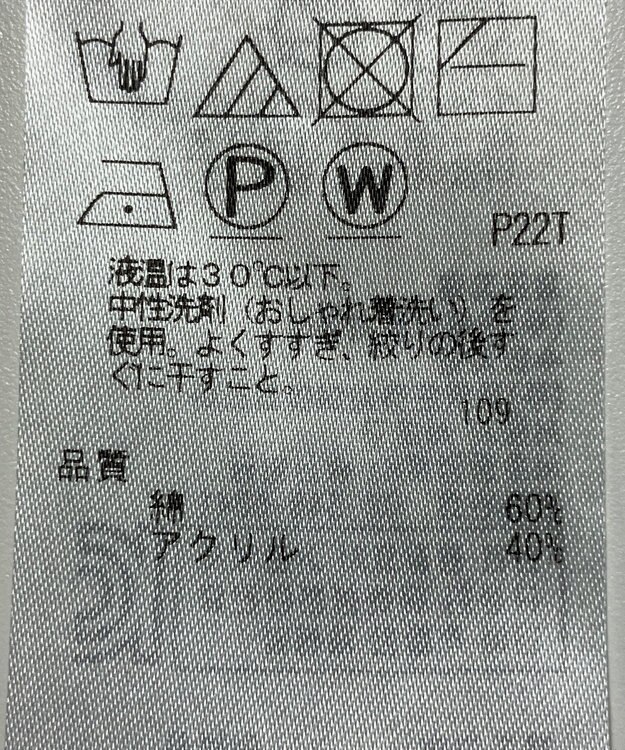 P
W
P22T
液温は30℃以下。
中性洗剤（おしゃれ着洗い）を
使用。よくすすぎ、絞りの後す
ぐに干すこと。
109
品質
綿 60%
アクリル 40%